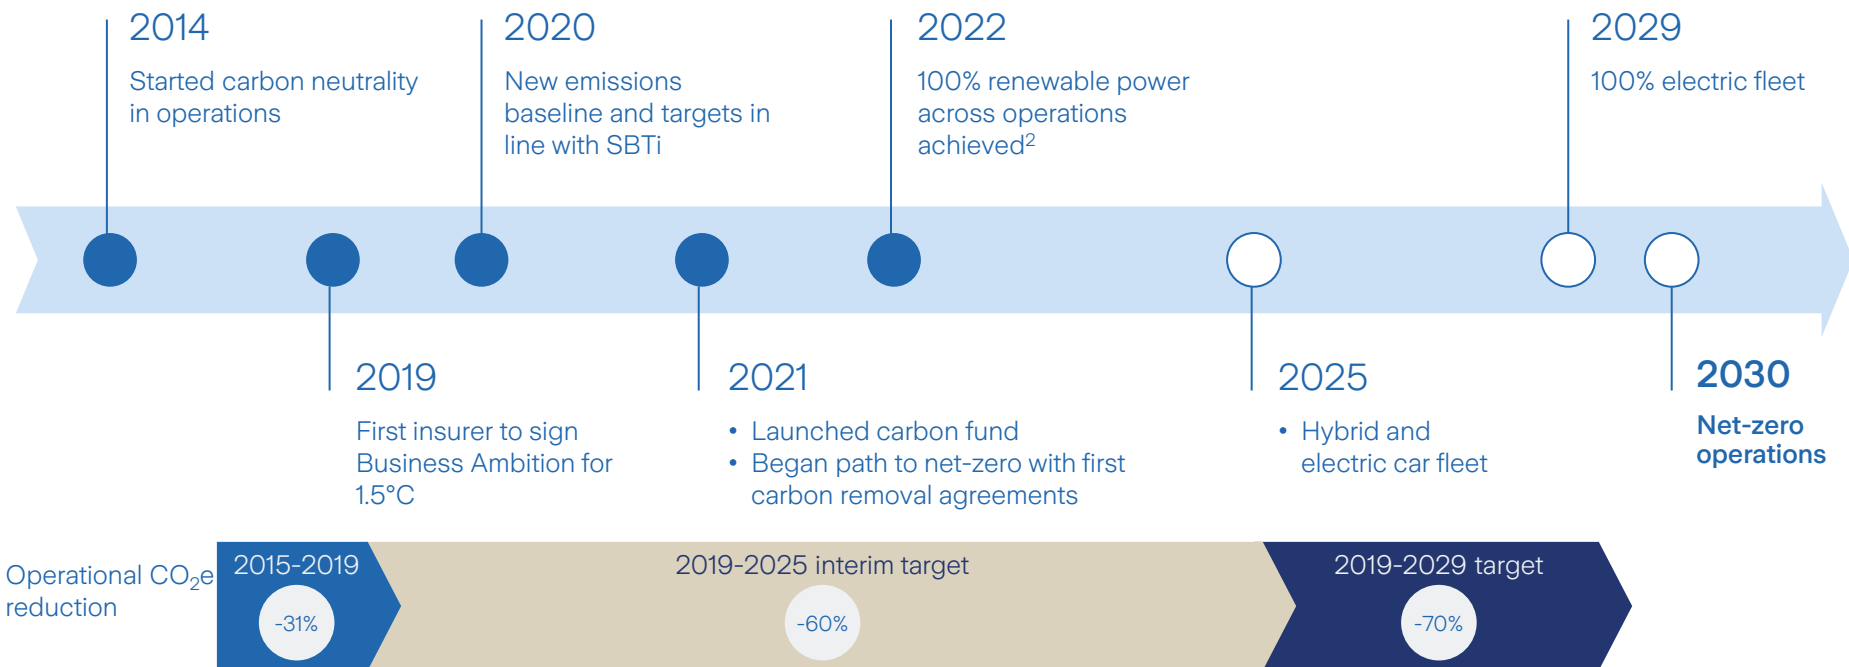 2014
Started carbon neutrality
in operations
2020
New emissions
baseline and targets in
line with SBTi
2022
100% renewable power
across operations
achieved²
2029
100% electric fleet
2019
First insurer to sign
Business Ambition for
1.5°C
2021
• Launched carbon fund
• Began path to net-zero with first
carbon removal agreements
2025
• Hybrid and
electric car fleet
2030
Net-zero
operations
Operational CO₂e
reduction
2015-2019
-31%
2019-2025 interim target
-60%
2019-2029 target
-70%